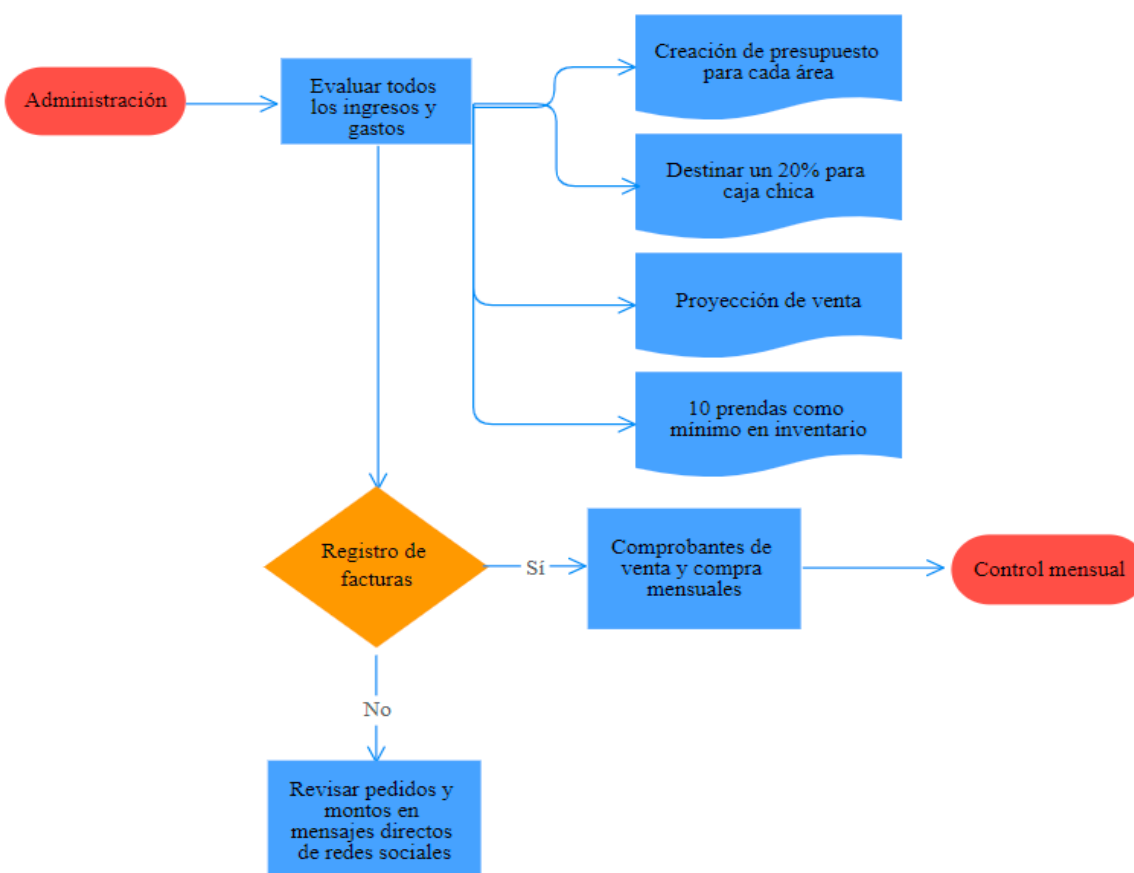 Administración
Evaluar todos
los ingresos y
gastos
Creación de presupuesto
para cada área
Destinar un 20% para
caja chica
Proyección de venta
10 prendas como
mínimo en inventario
Registro de
facturas
Sí
Comprobantes de
venta y compra
mensuales
Control mensual
No
Revisar pedidos y
montos en
mensajes directos
de redes sociales